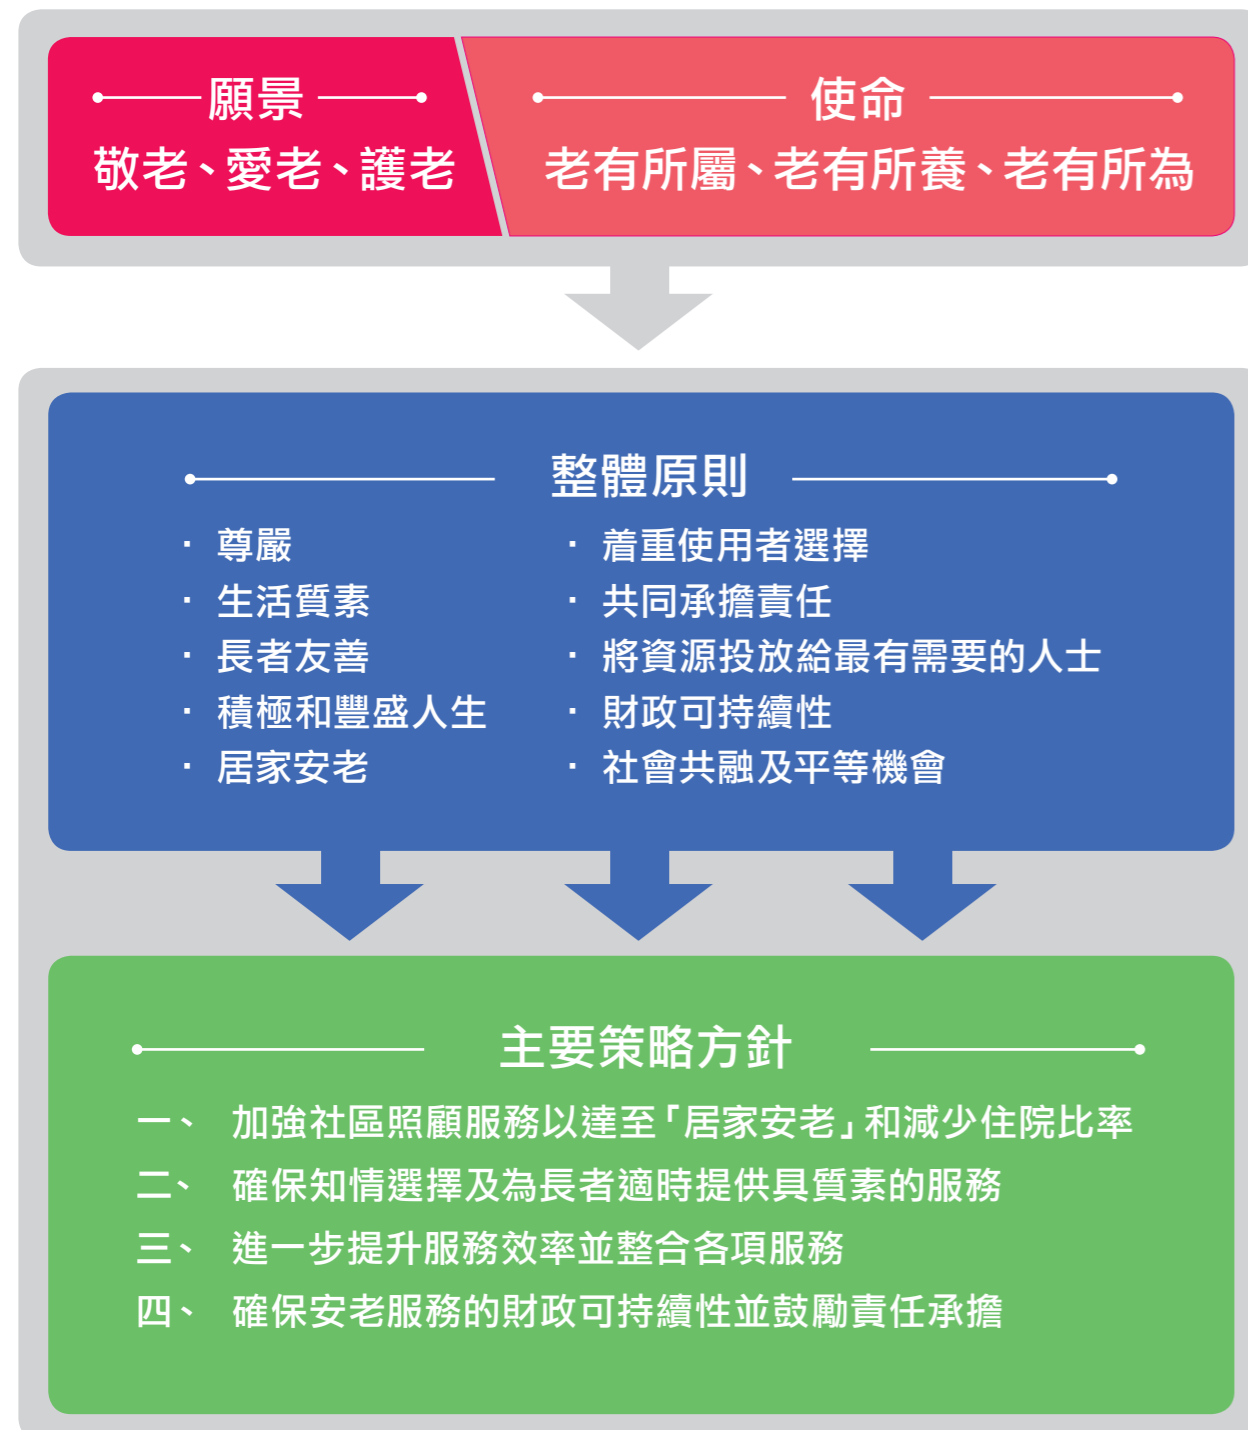 願景
敬老、愛老、護老
使命
老有所屬、老有所養、老有所為
整體原則
· 尊嚴
· 生活質素
· 長者友善
· 積極和豐盛人生
· 居家安老
· 着重使用者選擇
· 共同承擔責任
· 將資源投放給最有需要的人士
· 財政可持續性
· 社會共融及平等機會
主要策略方針
一、 加強社區照顧服務以達至「居家安老」和減少住院比率
二、 確保知情選擇及為長者適時提供具質素的服務
三、 進一步提升服務效率並整合各項服務
四、 確保安老服務的財政可持續性並鼓勵責任承擔